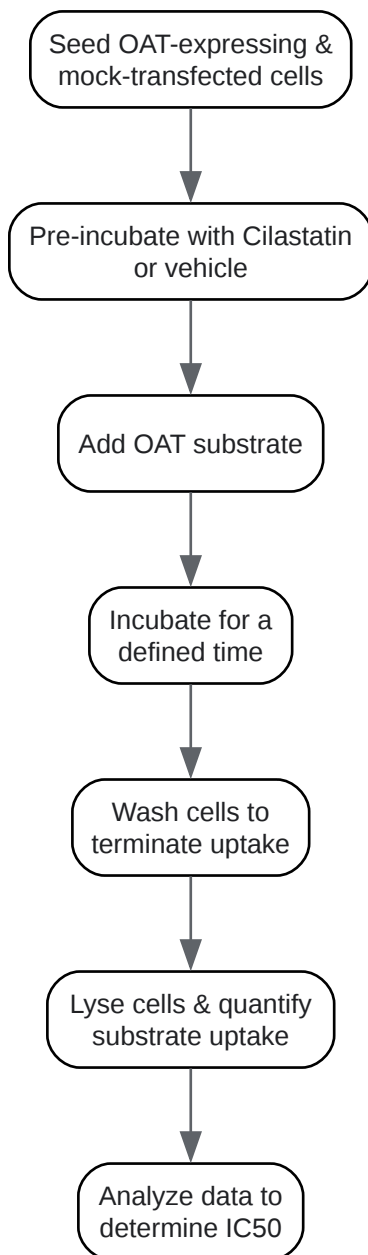 Seed OAT-expressing &
mock-transfected cells
Pre-incubate with Cilastatin
or vehicle
Add OAT substrate
Incubate for a
defined time
Wash cells to
terminate uptake
Lyse cells & quantify
substrate uptake
Analyze data to
determine IC50